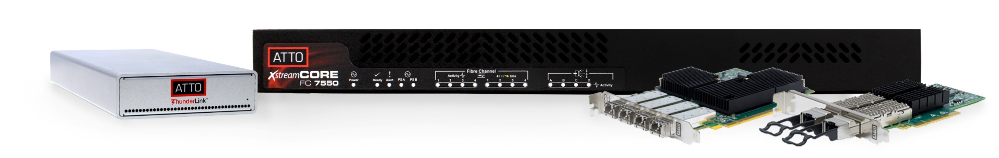 ATTO
ThunderLink™
ATTO
XstreamCORE
FC 7550
Power
Ready
Alert
PS A
PS B
Fibre Channel
Activity
4 / 8 / 16 Gbs
1 2 3 4 1 2 3 4
SAS
A B C D
Activity
ATTO
ATTO